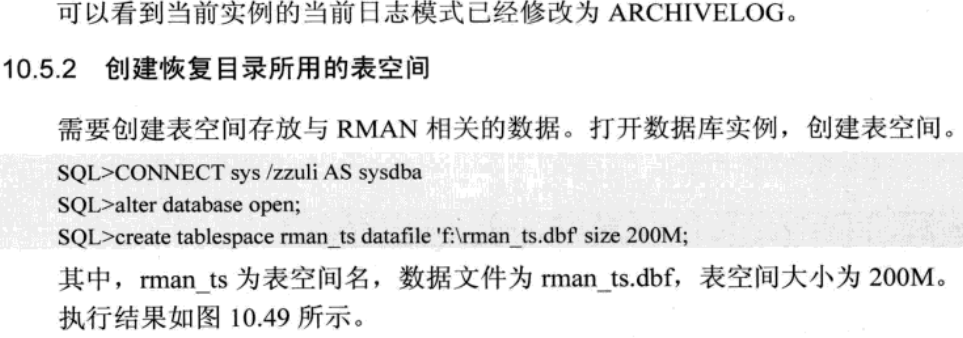 可以看到当前实例的当前日志模式已经修改为 ARCHIVELOG。
10.5.2 创建恢复目录所用的表空间
需要创建表空间存放与 RMAN 相关的数据。打开数据库实例，创建表空间。
SQL>CONNECT sys /zzuli AS sysdba
SQL>alter database open;
SQL>create tablespace rman_ts datafile 'f:\rman_ts.dbf' size 200M;
其中，rman_ts 为表空间名，数据文件为 rman_ts.dbf，表空间大小为 200M。
执行结果如图 10.49 所示。